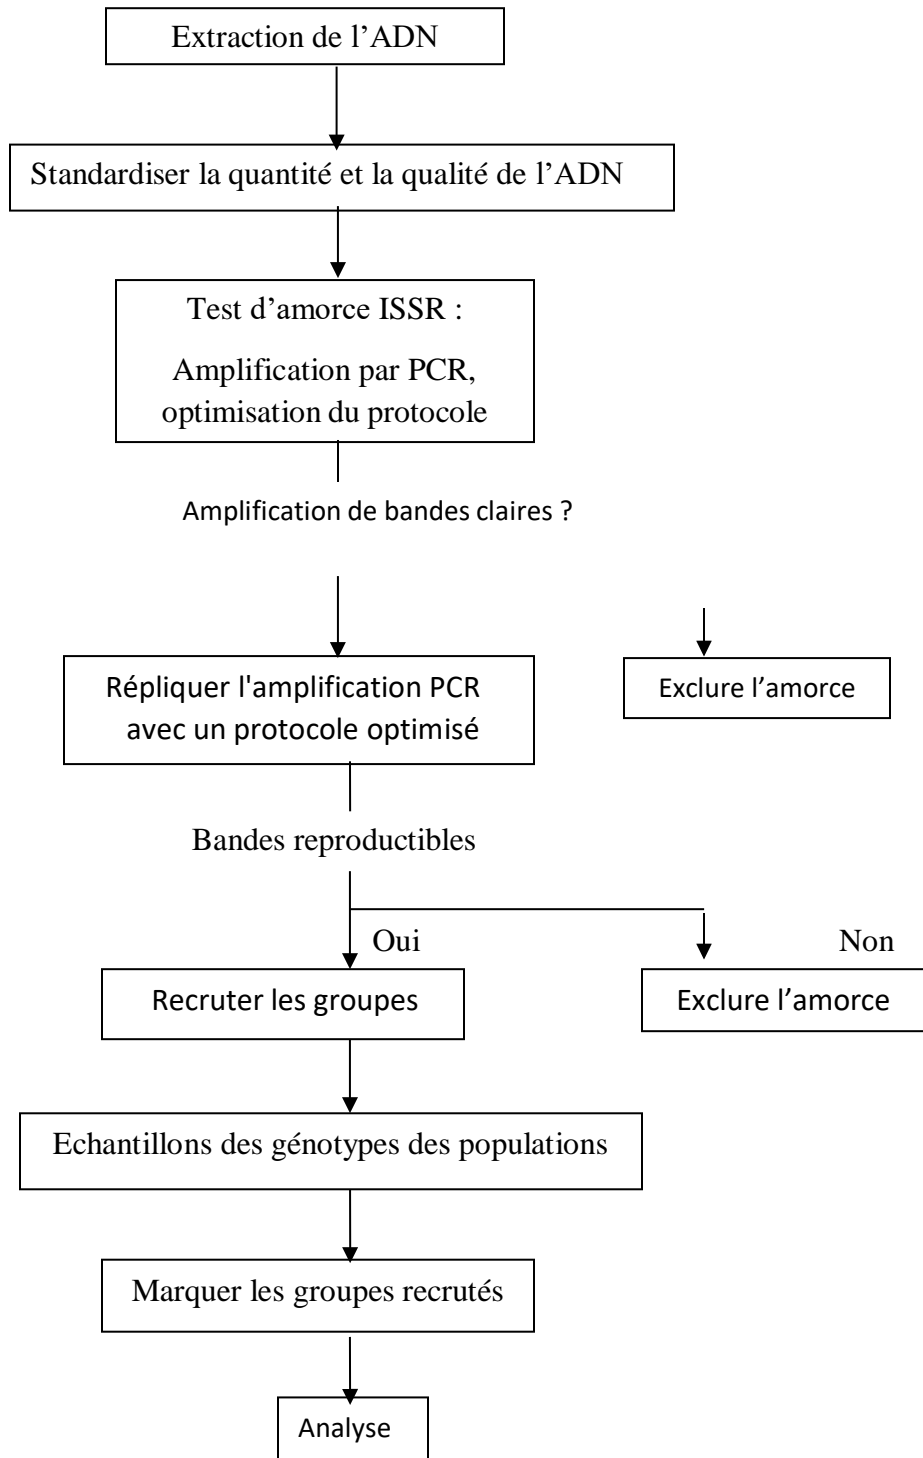 Extraction de l’ADN
Standardiser la quantité et la qualité de l’ADN
Test d’amorce ISSR :
Amplification par PCR,
optimisation du protocole
Amplification de bandes claires ?
Répliquer l'amplification PCR
avec un protocole optimisé
Exclure l’amorce
Bandes reproductibles
Oui
Non
Recruter les groupes
Exclure l’amorce
Echantillons des génotypes des populations
Marquer les groupes recrutés
Analyse